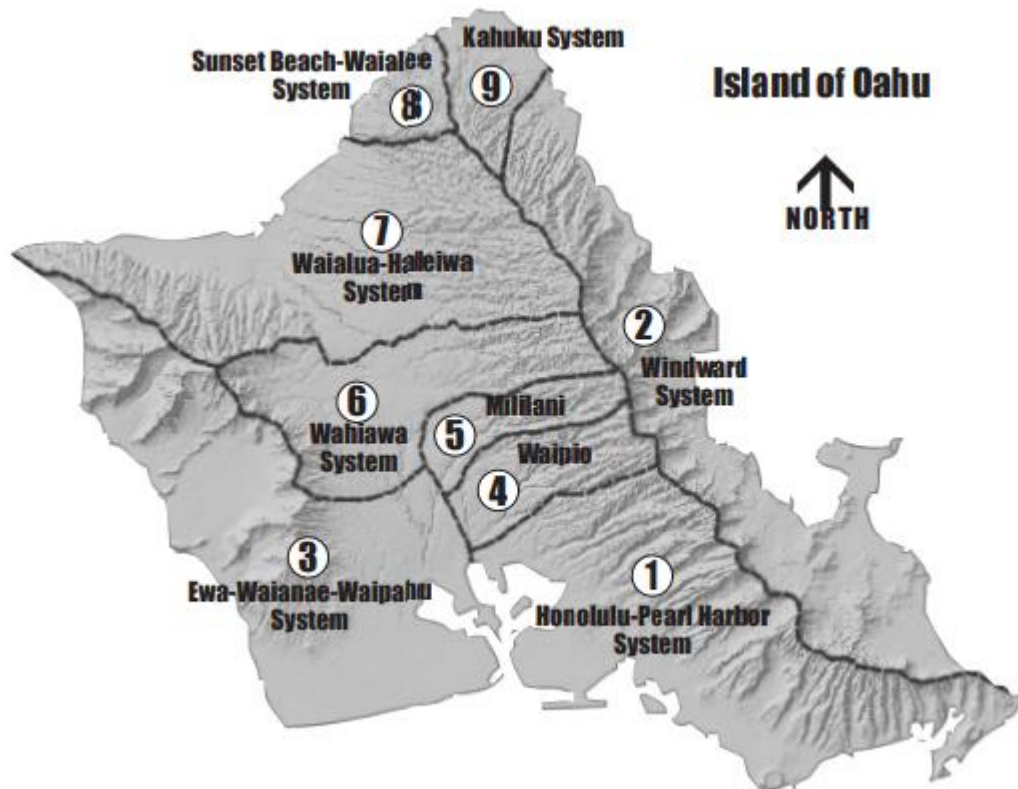 Kahuku System
Sunset Beach-Waialee
System
Island of Oahu
9
8
NORTH
7
Waialua-Haleiwa
System
2
Windward
System
6
Mililani
Wahiawa
System
5
Waipio
4
3
1
Ewa-Waianae-Waipahu
System
Honolulu-Pearl Harbor
System